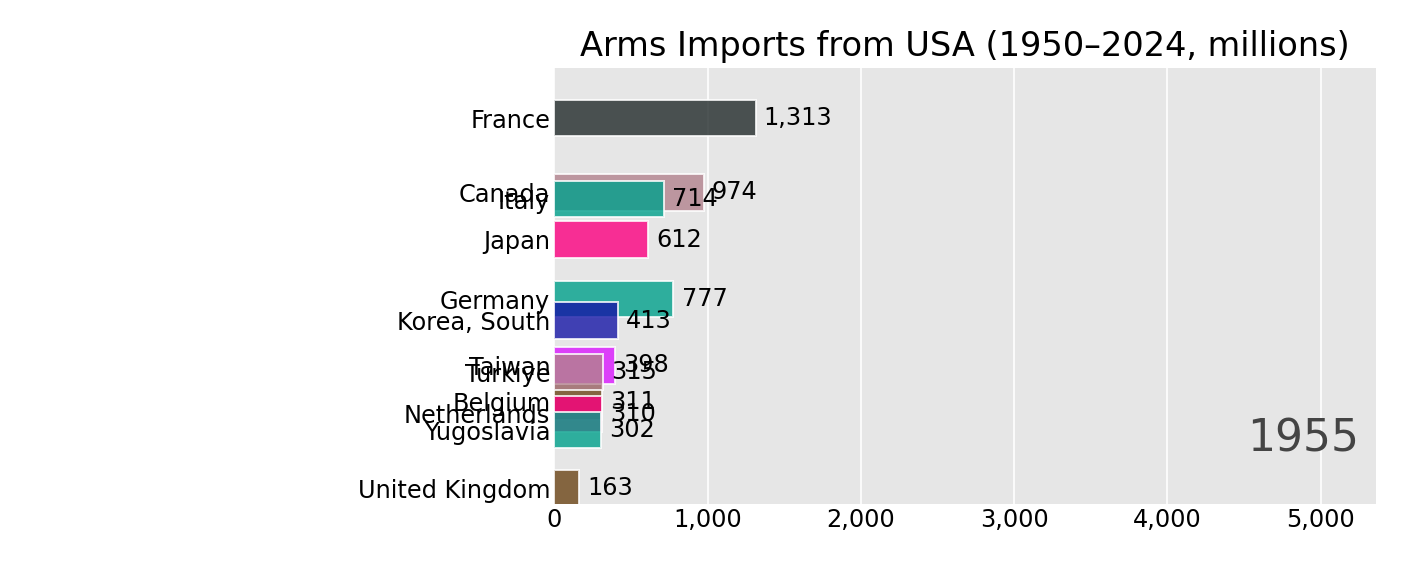 Arms Imports from USA (1950–2024, millions)
France 1,313
Canada 974
Italy 714
Japan 612
Germany 777
Korea, South 413
Taiwan 398
Türkiye 315
Belgium 311
Netherlands 310
Yugoslavia 302
1955
United Kingdom 163
0 1,000 2,000 3,000 4,000 5,000